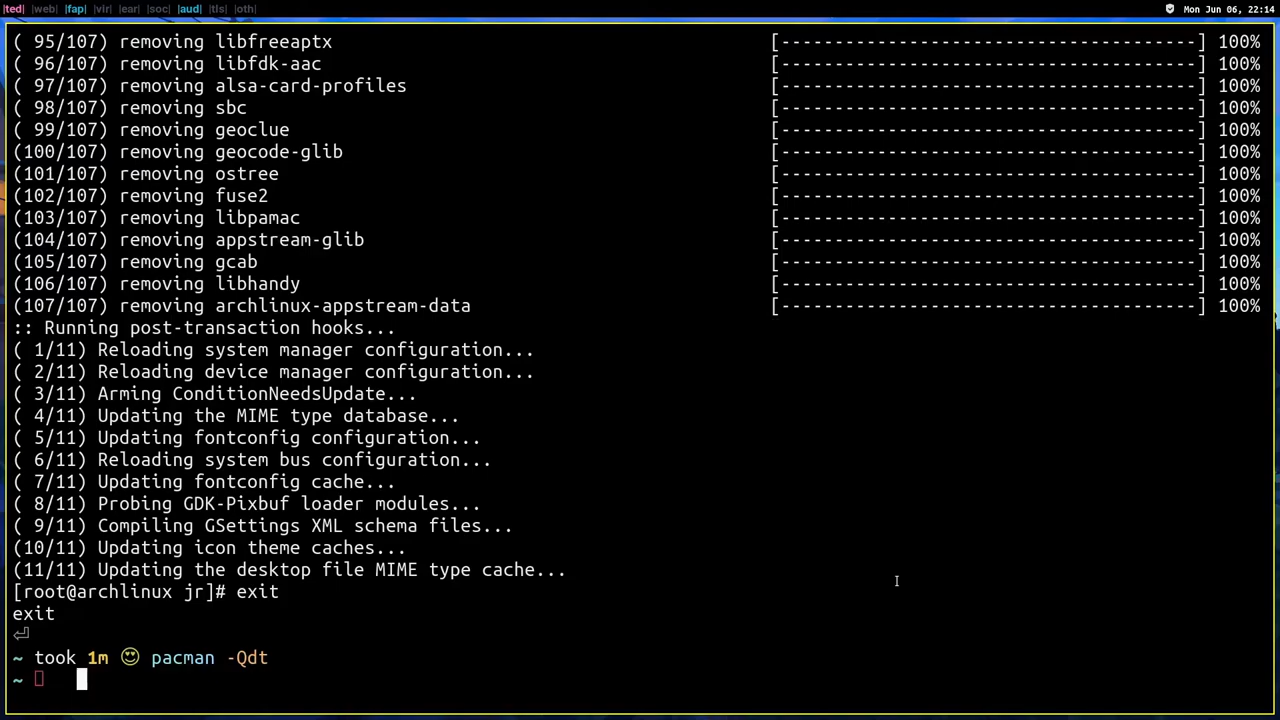 |ted| |web| |fap| |vir| |ear| |soc| |aud| |tls| |oth| Mon Jun 06, 22:14
( 95/107) removing libfreeaptx [---------------------------------------] 100%
( 96/107) removing libfdk-aac [---------------------------------------] 100%
( 97/107) removing alsa-card-profiles [---------------------------------------] 100%
( 98/107) removing sbc [---------------------------------------] 100%
( 99/107) removing geoclue [---------------------------------------] 100%
(100/107) removing geocode-glib [---------------------------------------] 100%
(101/107) removing ostree [---------------------------------------] 100%
(102/107) removing fuse2 [---------------------------------------] 100%
(103/107) removing libpamac [---------------------------------------] 100%
(104/107) removing appstream-glib [---------------------------------------] 100%
(105/107) removing gcab [---------------------------------------] 100%
(106/107) removing libhandy [---------------------------------------] 100%
(107/107) removing archlinux-appstream-data [---------------------------------------] 100%
:: Running post-transaction hooks...
( 1/11) Reloading system manager configuration...
( 2/11) Reloading device manager configuration...
( 3/11) Arming ConditionNeedsUpdate...
( 4/11) Updating the MIME type database...
( 5/11) Updating fontconfig configuration...
( 6/11) Reloading system bus configuration...
( 7/11) Updating fontconfig cache...
( 8/11) Probing GDK-Pixbuf loader modules...
( 9/11) Compiling GSettings XML schema files...
(10/11) Updating icon theme caches...
(11/11) Updating the desktop file MIME type cache...
[root@archlinux jr]# exit
exit
⏎
~ took 1m 😍 pacman -Qdt
~